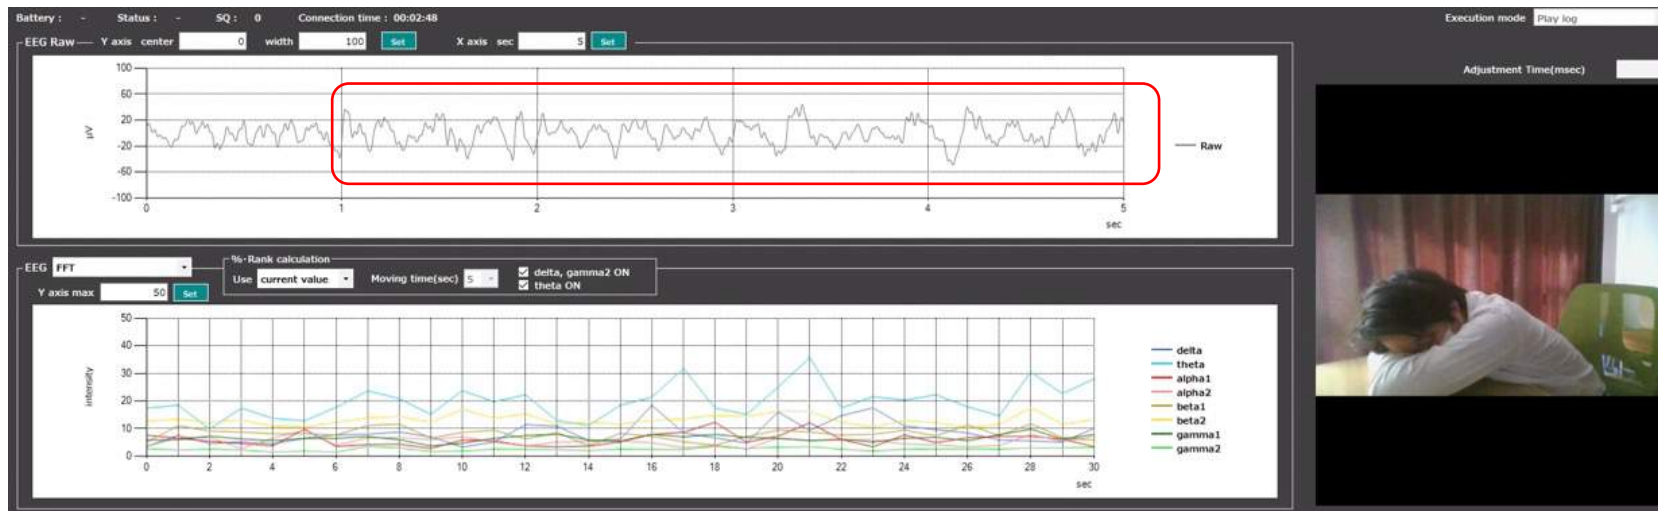 Battery : - Status : - SQ : 0 Connection time : 00:02:48 Execution mode Play log
EEG Raw Y axis center 0 width 100 Set X axis sec 5 Set
Adjustment Time(msec)
100
60
20
-20
-60
-100
μV
0 1 2 3 4 5
sec
Raw
EEG FFT
%-Rank calculation
Use current value Moving time(sec) 5
delta, gamma2 ON
theta ON
Y axis max 50 Set
50
40
30
20
10
0
intensity
0 2 4 6 8 10 12 14 16 18 20 22 24 26 28 30
sec
delta
theta
alpha1
alpha2
beta1
beta2
gamma1
gamma2